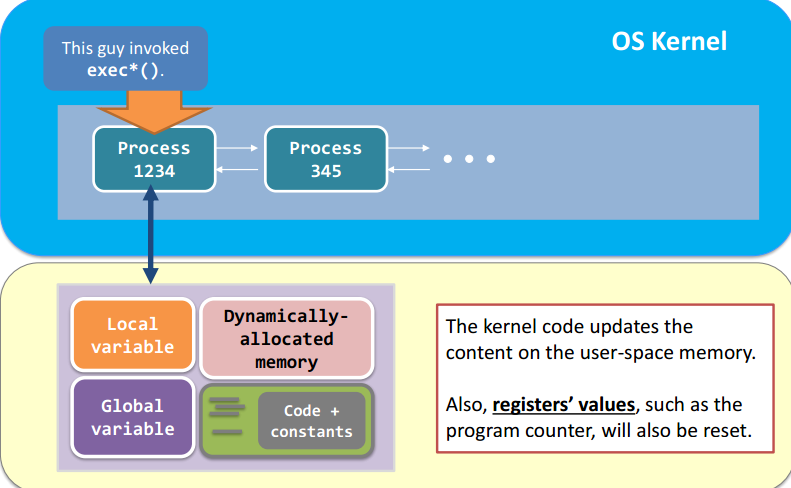 This guy invoked
exec*().
OS Kernel
Process
1234
Process
345
Local
variable
Dynamically-
allocated
memory
Global
variable
Code +
constants
The kernel code updates the
content on the user-space memory.
Also, registers’ values, such as the
program counter, will also be reset.